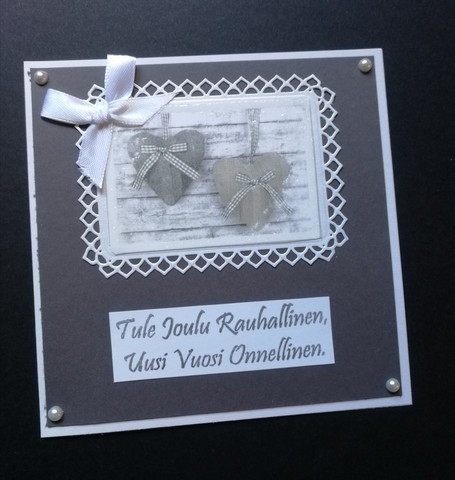 Tule Joulu Rauhallinen,
Uusi Vuosi Onnellinen.